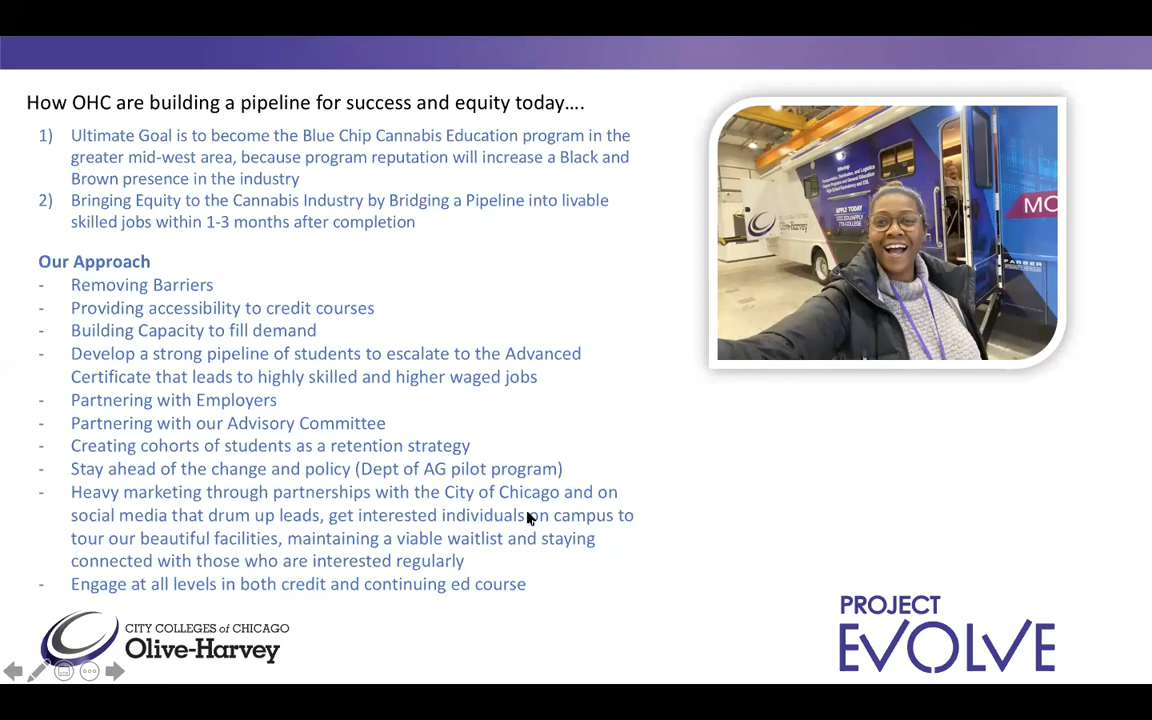 How OHC are building a pipeline for success and equity today….
1) Ultimate Goal is to become the Blue Chip Cannabis Education program in the
greater mid-west area, because program reputation will increase a Black and
Brown presence in the industry
2) Bringing Equity to the Cannabis Industry by Bridging a Pipeline into livable
skilled jobs within 1-3 months after completion
Our Approach
- Removing Barriers
- Providing accessibility to credit courses
- Building Capacity to fill demand
- Develop a strong pipeline of students to escalate to the Advanced
Certificate that leads to highly skilled and higher waged jobs
- Partnering with Employers
- Partnering with our Advisory Committee
- Creating cohorts of students as a retention strategy
- Stay ahead of the change and policy (Dept of AG pilot program)
- Heavy marketing through partnerships with the City of Chicago and on
social media that drum up leads, get interested individuals on campus to
tour our beautiful facilities, maintaining a viable waitlist and staying
connected with those who are interested regularly
- Engage at all levels in both credit and continuing ed course
Olive-Harvey
APPLY TODAY
MO
FARBER
CITY COLLEGES of CHICAGO
Olive-Harvey
PROJECT
EVOLVE